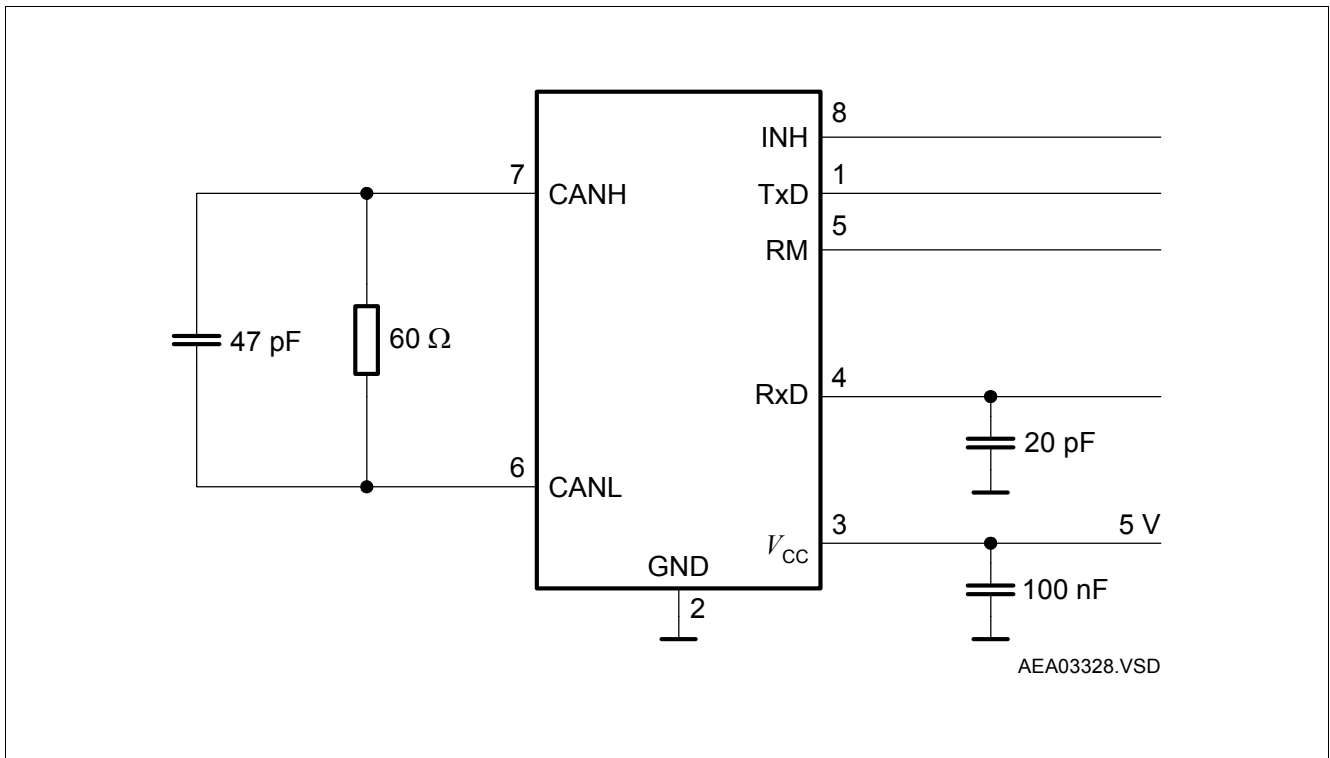 8
INH
1
7
CANH
TxD
5
RM
47 pF
60 Ω
4
RxD
20 pF
6
CANL
3
5 V
VCC
GND
100 nF
2
AEA03328.VSD